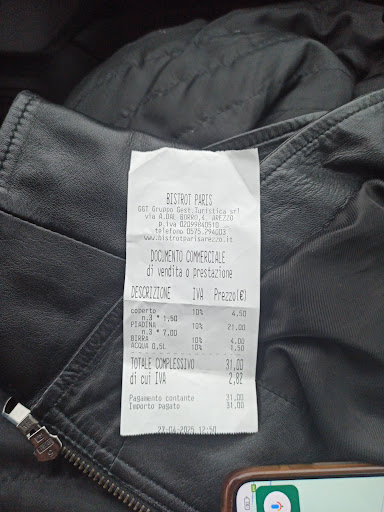 BISTROT PARIS
GGT Gruppo Gest.Turistica srl
via A.DAL BORRO,4 AREZZO
p.iva 02099840510
telefono 0575.294003
www.bistrotparisarezzo.it
DOCUMENTO COMMERCIALE
di vendita o prestazione
DESCRIZIONE IVA Prezzo(€)
coperto 10% 4,50
n.3 * 1,50
PIADINA 10% 21,00
n.3 * 7,00
BIRRA 10% 4,00
ACQUA 0,5L 10% 1,50
TOTALE COMPLESSIVO 31,00
di cui IVA 2,82
Pagamento contante 31,00
Importo pagato 31,00
27-04-2025 12:50